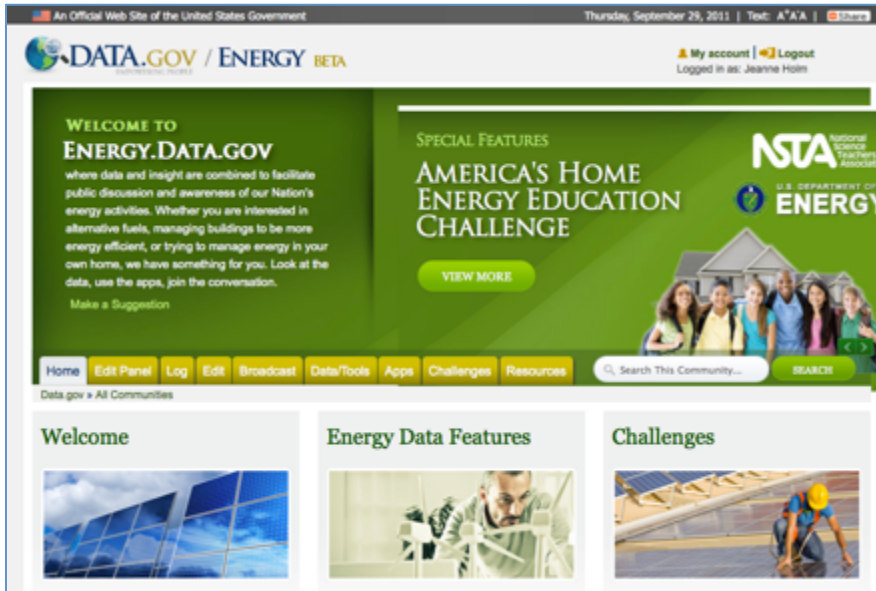 An Official Web Site of the United States Government
Thursday, September 29, 2011 | Text: A+ A A- | Share
DATA.GOV / ENERGY BETA
EMPOWERING PEOPLE
My account | Logout
Logged in as: Jeanne Holm
WELCOME TO
ENERGY.DATA.GOV
where data and insight are combined to facilitate
public discussion and awareness of our Nation's
energy activities. Whether you are interested in
alternative fuels, managing buildings to be more
energy efficient, or trying to manage energy in your
own home, we have something for you. Look at the
data, use the apps, join the conversation.
Make a Suggestion
SPECIAL FEATURES
AMERICA'S HOME
ENERGY EDUCATION
CHALLENGE
VIEW MORE
NSTA
National
Science
Teachers
Associat
U.S. DEPARTMENT OF
ENERGY
Home Edit Panel Log Edit Broadcast Data/Tools Apps Challenges Resources
Search This Community...
SEARCH
Data.gov » All Communities
Welcome
Energy Data Features
Challenges